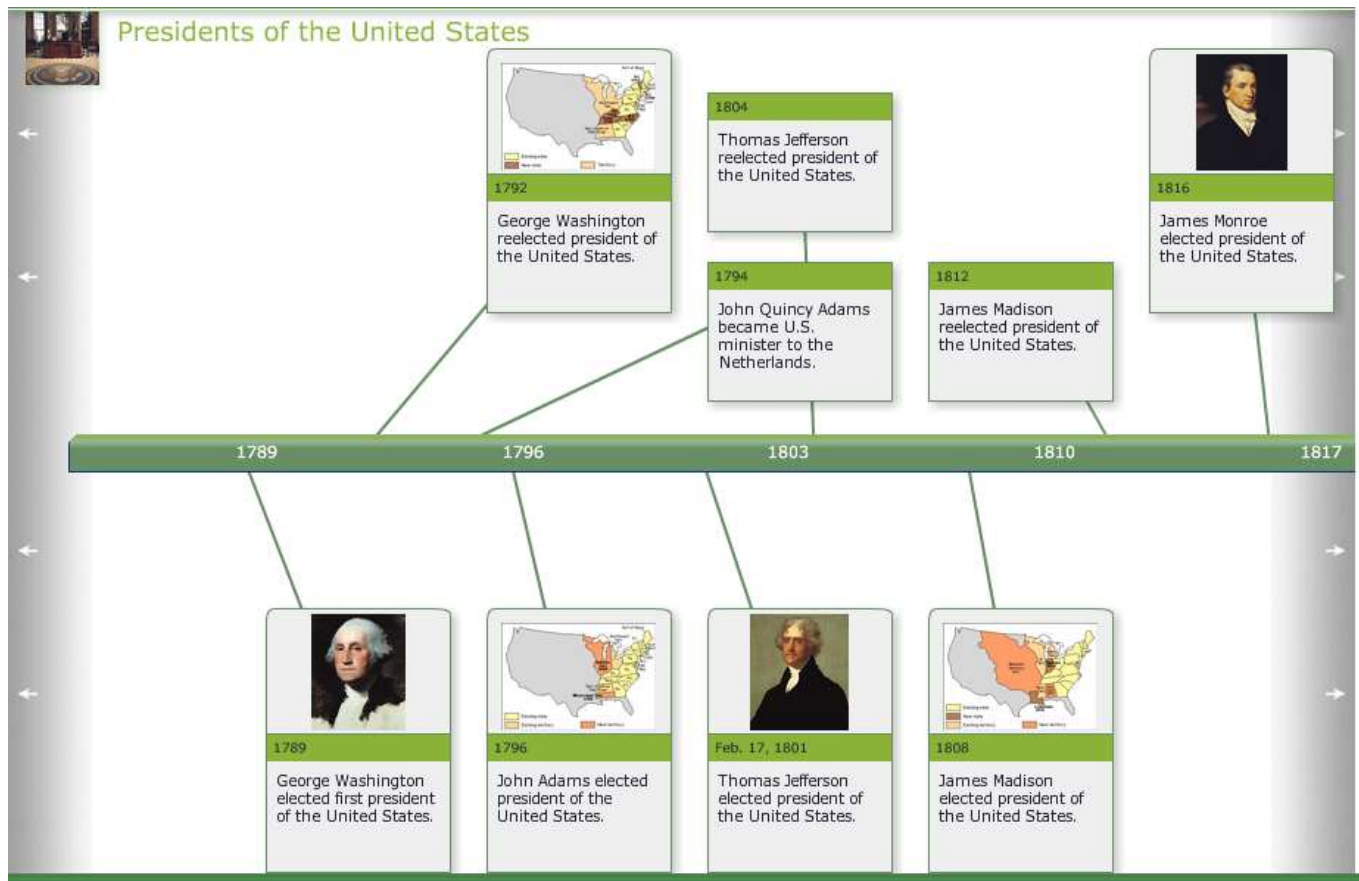 Presidents of the United States
1792
George Washington
reelected president of
the United States.
1804
Thomas Jefferson
reelected president of
the United States.
1794
John Quincy Adams
became U.S.
minister to the
Netherlands.
1812
James Madison
reelected president of
the United States.
1816
James Monroe
elected president of
the United States.
1789
1796
1803
1810
1817
1789
George Washington
elected first president
of the United States.
1796
John Adams elected
president of the
United States.
Feb. 17, 1801
Thomas Jefferson
elected president of
the United States.
1808
James Madison
elected president of
the United States.